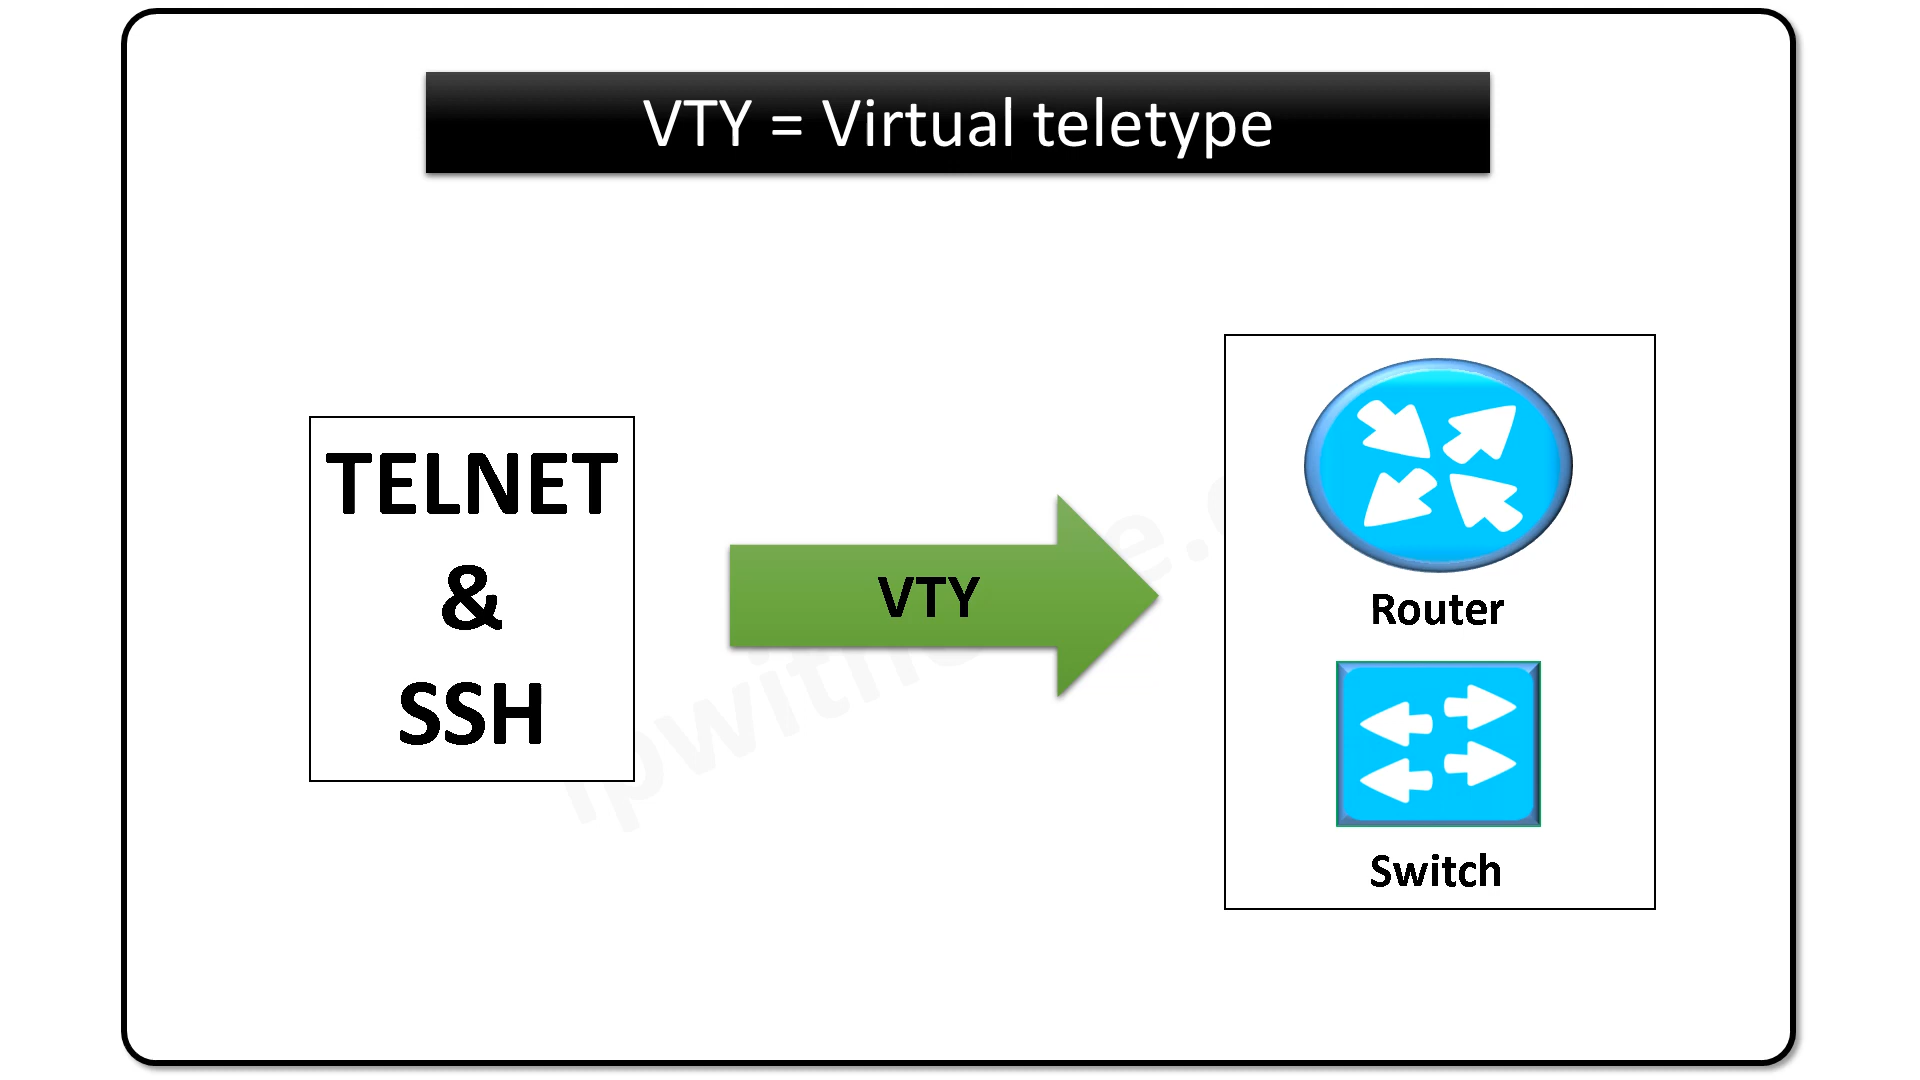 VTY = Virtual teletype
TELNET
&
SSH
VTY
Router
Switch